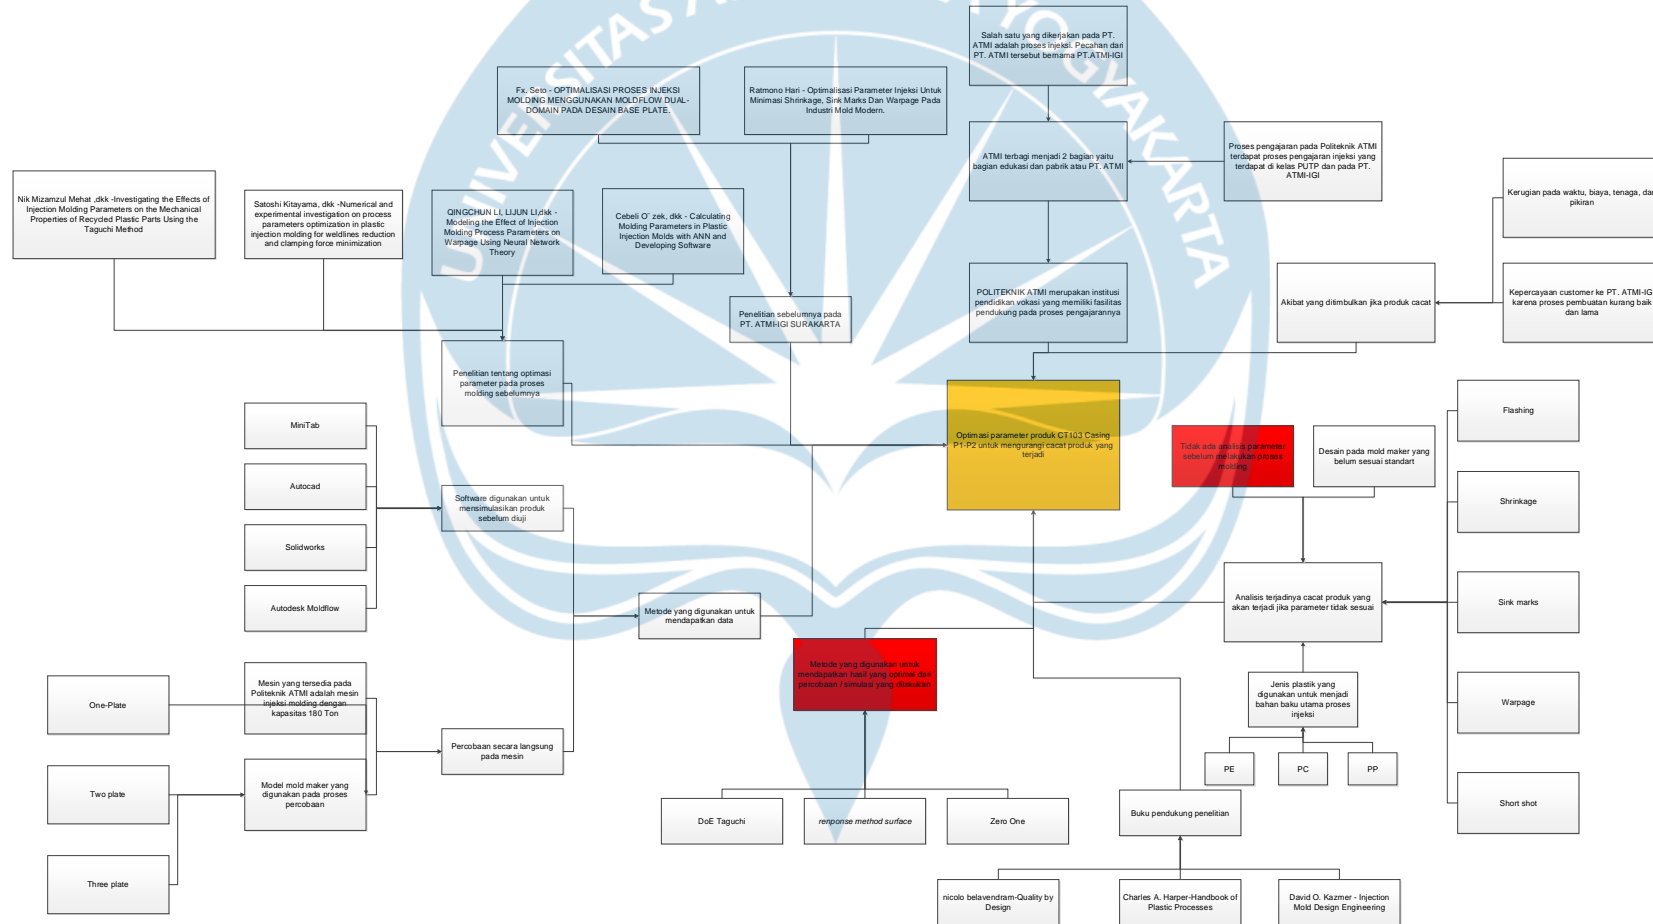 UNIVERSITAS A
YOGYAKARTA
Salah satu yang dikerjakan pada PT.
ATMI adalah proses injeksi. Pecahan dari
PT. ATMI tersebut bernama PT.ATMI-IGI
Fx. Seto - OPTIMALISASI PROSES INJEKSI
MOLDING MENGGUNAKAN MOLDFLOW DUAL-
DOMAIN PADA DESAIN BASE PLATE.
Ratmono Hari - Optimalisasi Parameter Injeksi Untuk
Minimasi Shrinkage, Sink Marks Dan Warpage Pada
Industri Mold Modern.
ATMI terbagi menjadi 2 bagian yaitu
bagian edukasi dan pabrik atau PT. ATMI
Proses pengajaran pada Politeknik ATMI
terdapat proses pengajaran injeksi yang
terdapat di kelas PUTP dan pada PT.
ATMI-IGI
Nik Mizamzul Mehat ,dkk -Investigating the Effects of
Injection Molding Parameters on the Mechanical
Properties of Recycled Plastic Parts Using the
Taguchi Method
Satoshi Kitayama, dkk -Numerical and
experimental investigation on process
parameters optimization in plastic
injection molding for weldlines reduction
and clamping force minimization
QINGCHUN LI, LIJUN LI,dkk -
Modeling the Effect of Injection
Molding Process Parameters on
Warpage Using Neural Network
Theory
Cebeli O¨ zek, dkk - Calculating
Molding Parameters in Plastic
Injection Molds with ANN and
Developing Software
Kerugian pada waktu, biaya, tenaga, dan
pikiran
Penelitian sebelumnya pada
PT. ATMI-IGI SURAKARTA
POLITEKNIK ATMI merupakan institusi
pendidikan vokasi yang memiliki fasilitas
pendukung pada proses pengajarannya
Akibat yang ditimbulkan jika produk cacat
Kepercayaan customer ke PT. ATMI-IGI
karena proses pembuatan kurang baik
dan lama
Penelitian tentang optimasi
parameter pada proses
molding sebelumnya
MiniTab
Autocad
Solidworks
Autodesk Moldflow
Software digunakan untuk
mensimulasikan produk
sebelum diuji
Optimasi parameter produk CT103 Casing
P1-P2 untuk mengurangi cacat produk yang
terjadi
Tidak ada analisis parameter
sebelum melakukan proses
molding
Desain pada mold maker yang
belum sesuai standart
Flashing
Shrinkage
Sink marks
Warpage
Short shot
Analisis terjadinya cacat produk yang
akan terjadi jika parameter tidak sesuai
Metode yang digunakan untuk
mendapatkan data
Metode yang digunakan untuk
mendapatkan hasil yang optimal dari
percobaan / simulasi yang dilakukan
Jenis plastik yang
digunakan untuk menjadi
bahan baku utama proses
injeksi
PE
PC
PP
One-Plate
Two plate
Three plate
Mesin yang tersedia pada
Politeknik ATMI adalah mesin
injeksi molding dengan
kapasitas 180 Ton
Model mold maker yang
digunakan pada proses
percobaan
Percobaan secara langsung
pada mesin
DoE Taguchi
renponse method surface
Zero One
Buku pendukung penelitian
nicolo belavendram-Quality by
Design
Charles A. Harper-Handbook of
Plastic Processes
David O. Kazmer - Injection
Mold Design Engineering